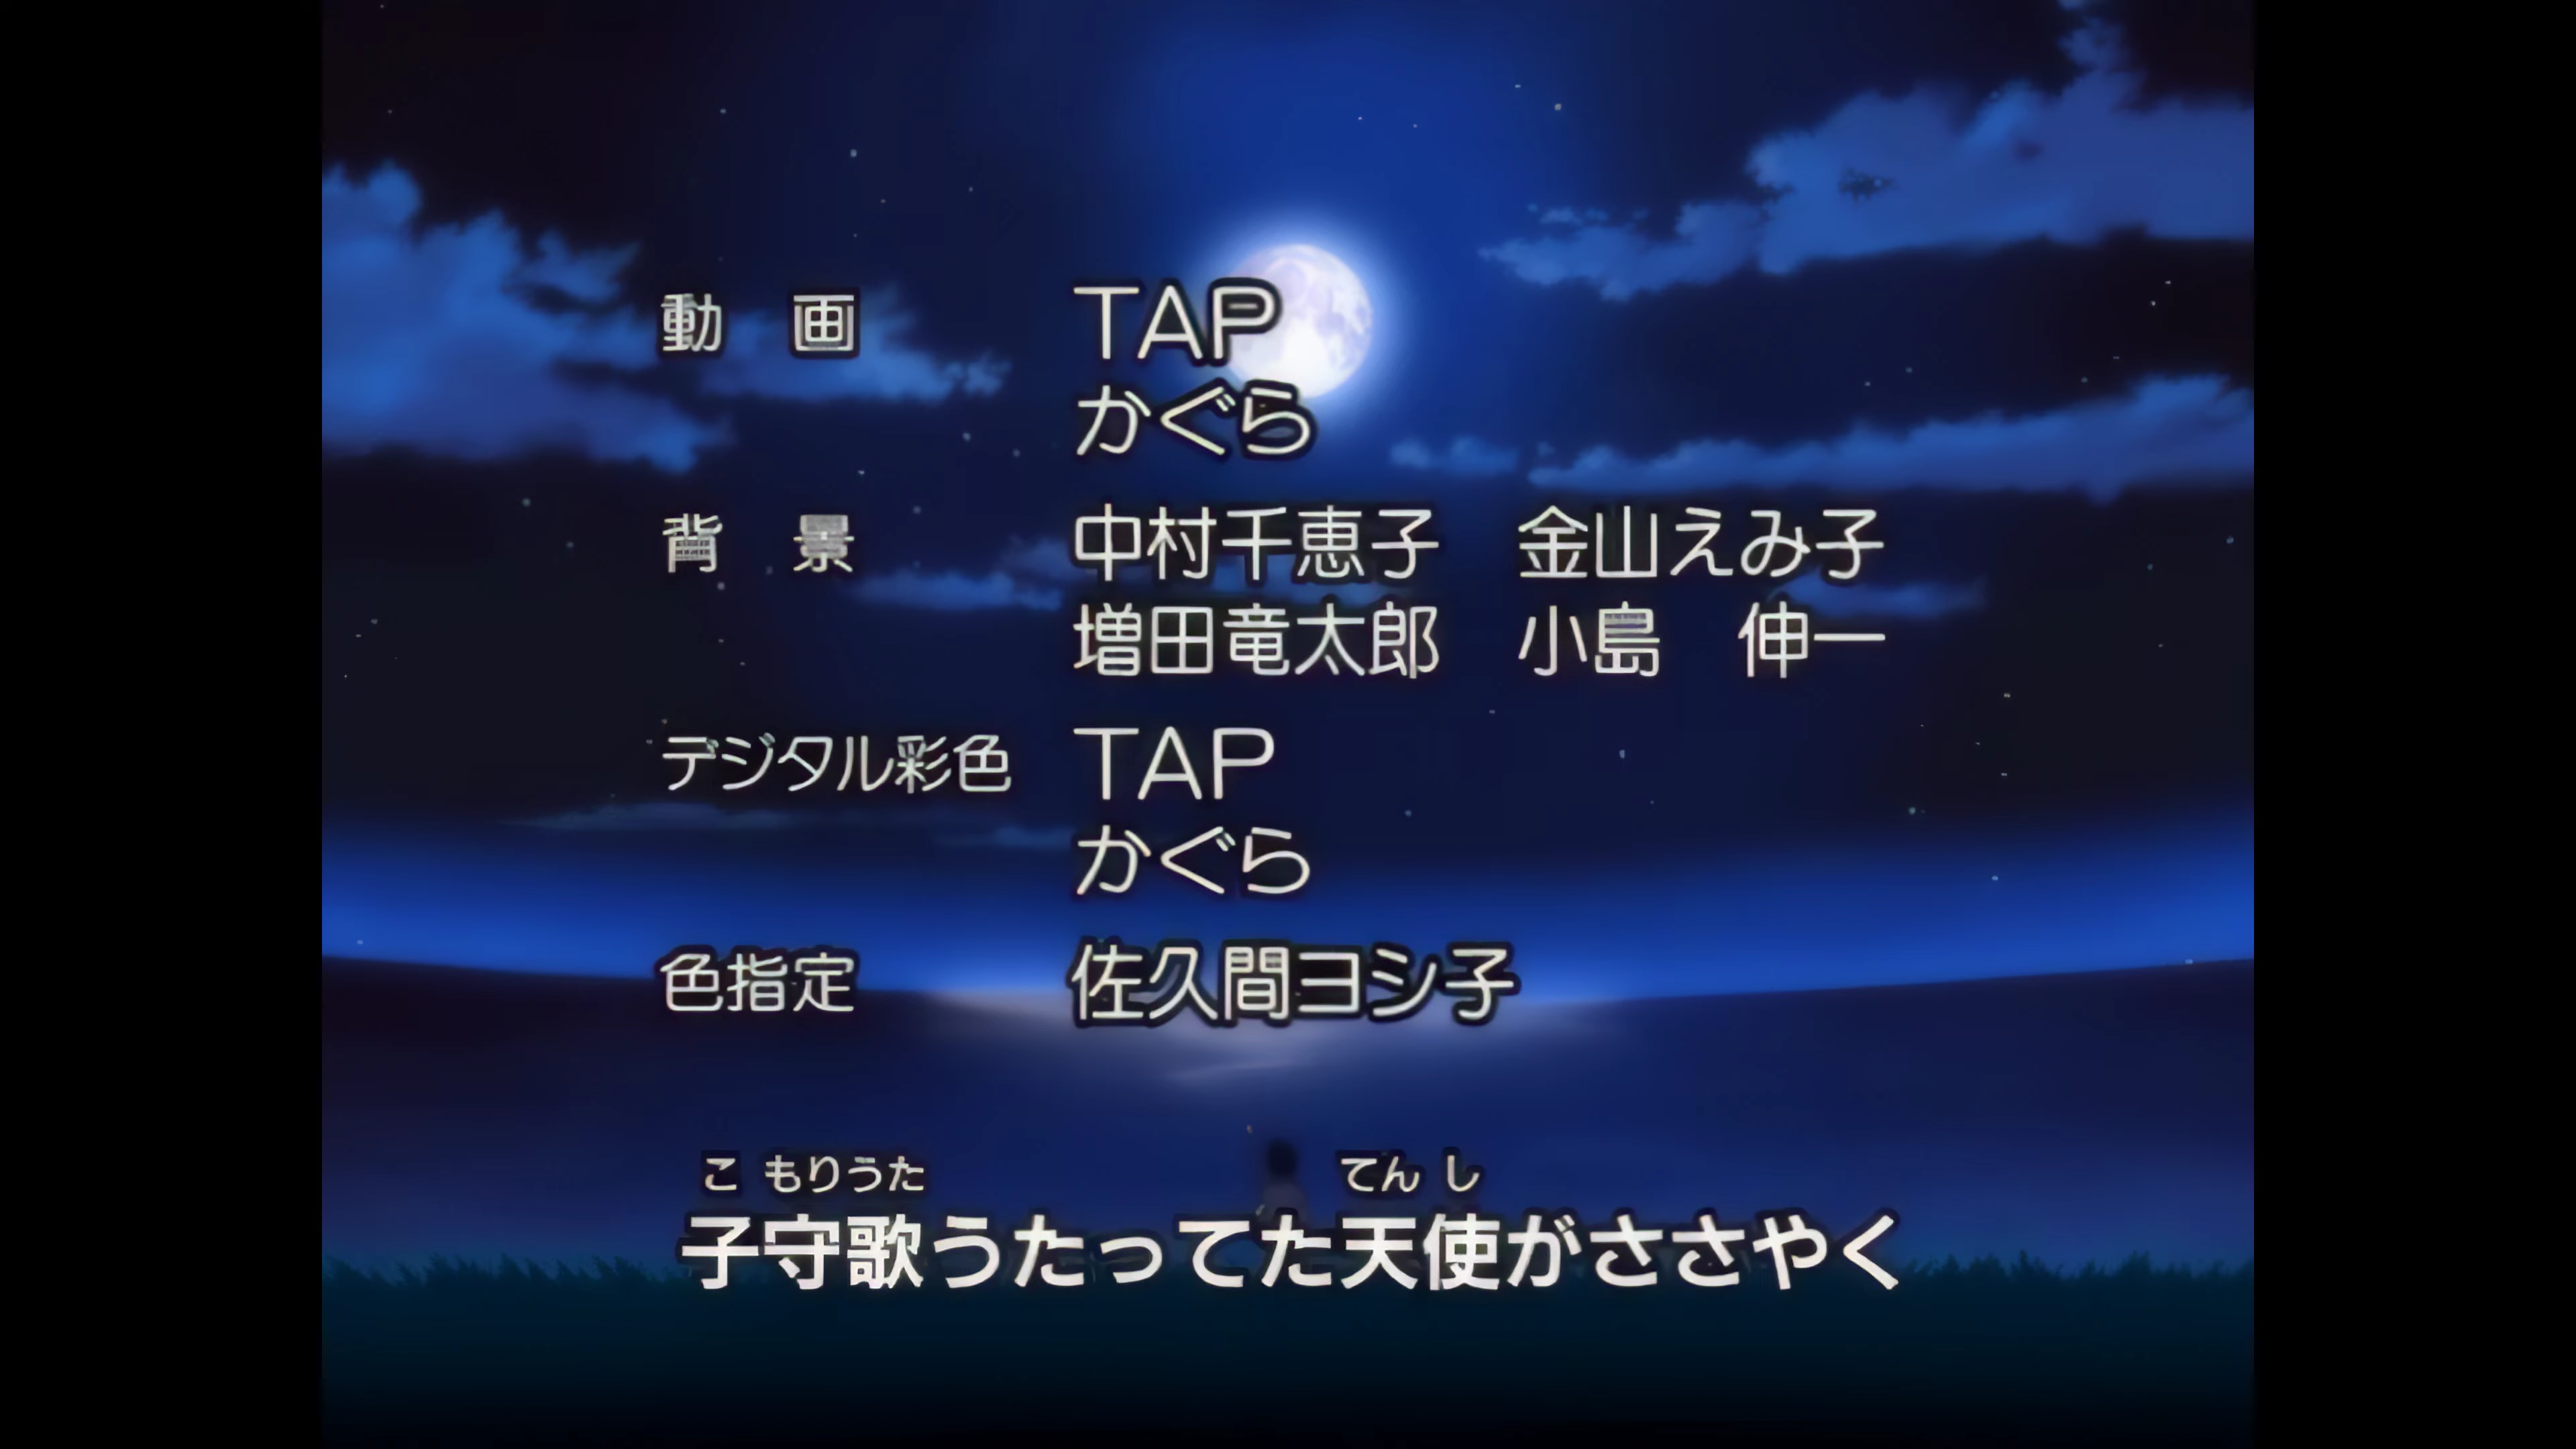 動　画　TAP
かぐら
背　景　中村千恵子　金山えみ子
増田竜太郎　小島　伸一
デジタル彩色　TAP
かぐら
色指定　佐久間ヨシ子
こ もりうた　てん し
子守歌うたってた天使がささやく